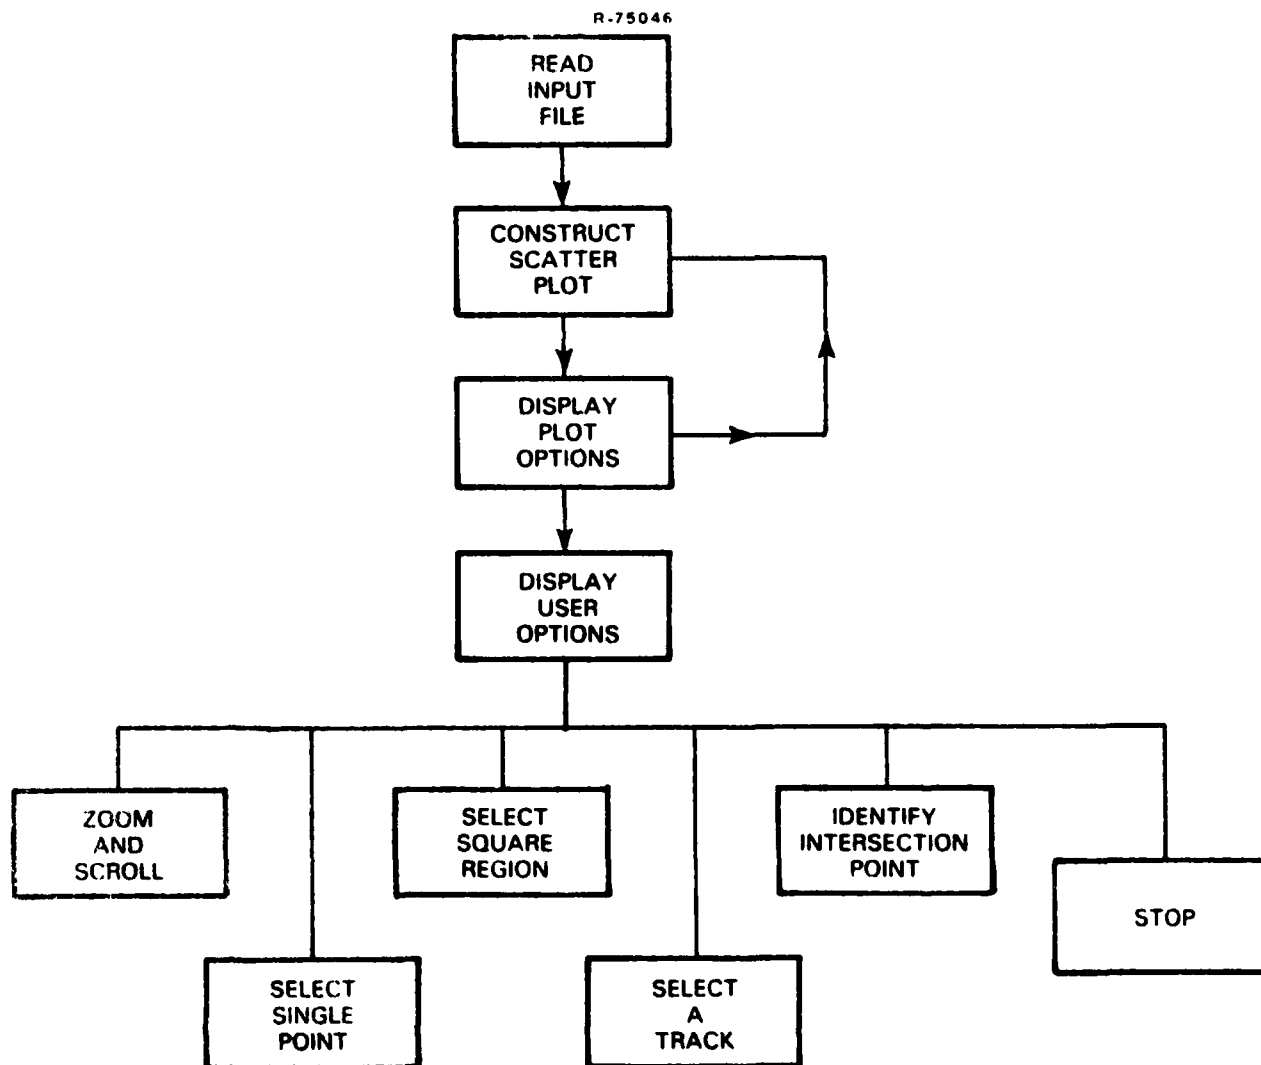 R-75046
READ
INPUT
FILE
CONSTRUCT
SCATTER
PLOT
DISPLAY
PLOT
OPTIONS
DISPLAY
USER
OPTIONS
ZOOM
AND
SCROLL
SELECT
SINGLE
POINT
SELECT
SQUARE
REGION
SELECT
A
TRACK
IDENTIFY
INTERSECTION
POINT
STOP